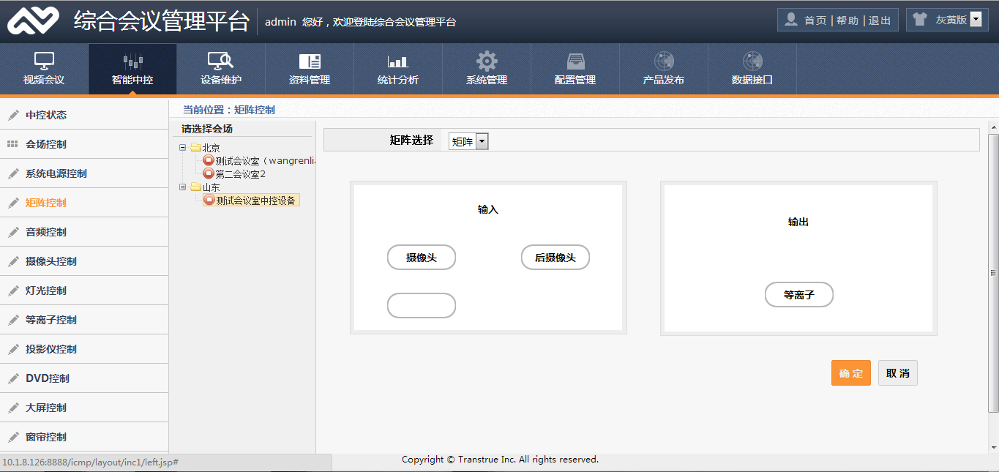 综合会议管理平台
admin 您好，欢迎登陆综合会议管理平台
首页 | 帮助 | 退出
灰黄版
视频会议
智能中控
设备维护
资料管理
统计分析
系统管理
配置管理
产品发布
数据接口
中控状态
会场控制
系统电源控制
矩阵控制
音频控制
摄像头控制
灯光控制
等离子控制
投影仪控制
DVD控制
大屏控制
窗帘控制
当前位置：矩阵控制
请选择会场
北京
测试会议室（wangrenlia
第二会议室2
山东
测试会议室中控设备
矩阵选择
矩阵
输入
摄像头
后摄像头
输出
等离子
确 定
取 消
10.1.8.126:8888/icmp/layout/inc1/left.jsp#
Copyright © Transtrue Inc. All rights reserved.